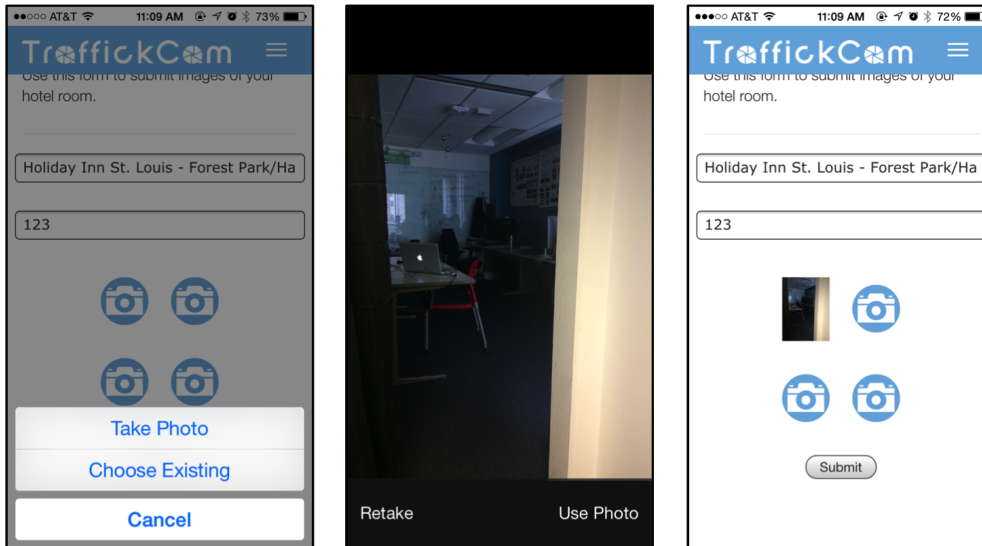 AT&T 11:09 AM 73%
TraffickCam
Use this form to submit images of your
hotel room.
Holiday Inn St. Louis - Forest Park/Ha
123
Take Photo
Choose Existing
Cancel
Retake Use Photo
AT&T 11:09 AM 72%
TraffickCam
Use this form to submit images of your
hotel room.
Holiday Inn St. Louis - Forest Park/Ha
123
Submit